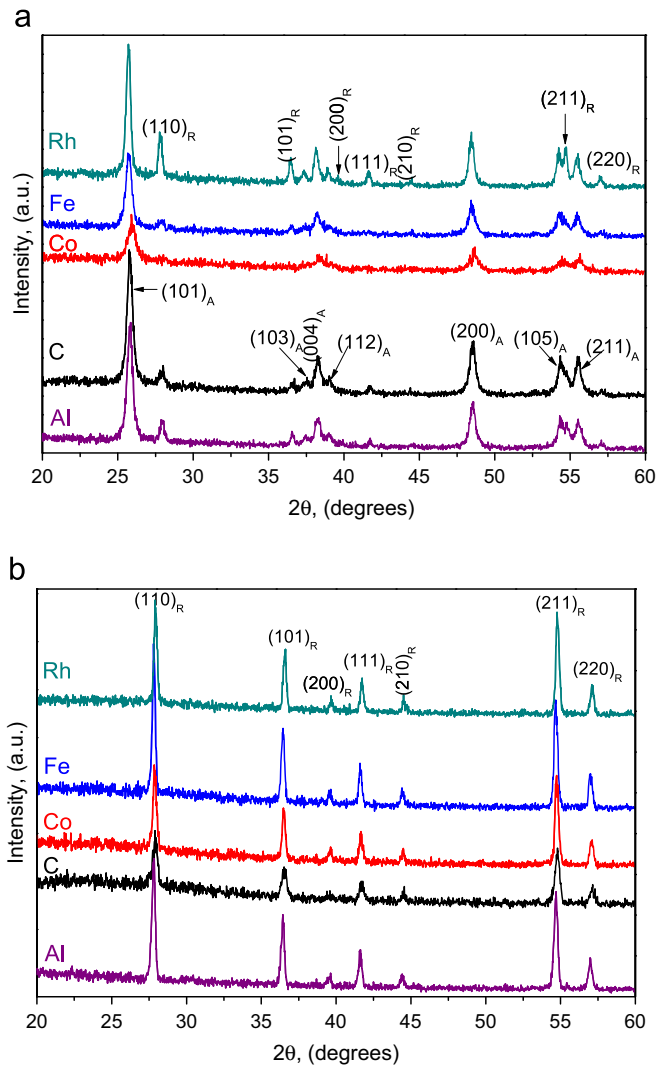 a
Rh
(110)R
(101)R
(200)R
(111)R
(210)R
(211)R
(220)R
Fe
Co
(101)A
C
(103)A
(004)A
(112)A
(200)A
(105)A
(211)A
Al
Intensity, (a.u.)
20 25 30 35 40 45 50 55 60
2θ, (degrees)
b
(110)R
(101)R
(200)R
(111)R
(210)R
(211)R
(220)R
Rh
Fe
Co
C
Al
Intensity, (a.u.)
20 25 30 35 40 45 50 55 60
2θ, (degrees)